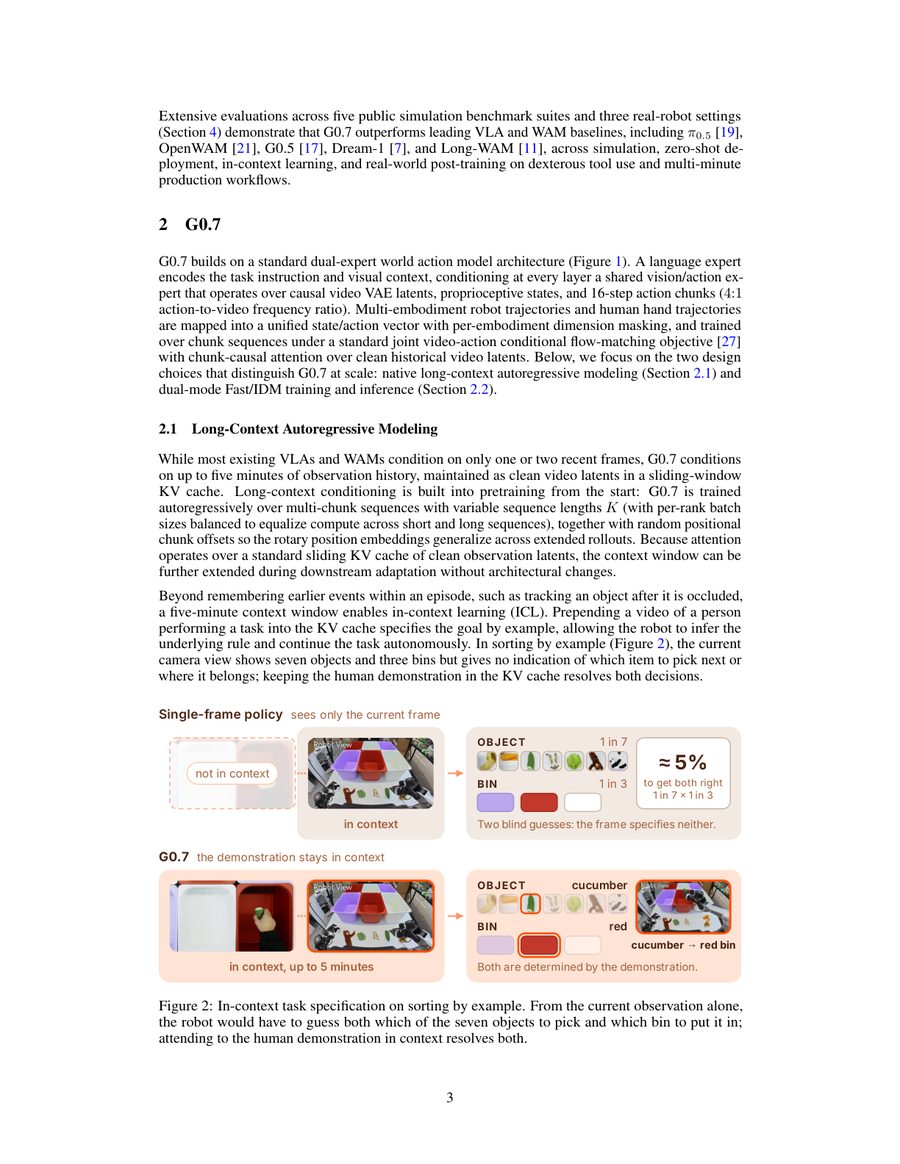 Extensive evaluations across five public simulation benchmark suites and three real-robot settings
(Section 4) demonstrate that G0.7 outperforms leading VLA and WAM baselines, including π0.5 [19],
OpenWAM [21], G0.5 [17], Dream-1 [7], and Long-WAM [11], across simulation, zero-shot de-
ployment, in-context learning, and real-world post-training on dexterous tool use and multi-minute
production workflows.
2 G0.7
G0.7 builds on a standard dual-expert world action model architecture (Figure 1). A language expert
encodes the task instruction and visual context, conditioning at every layer a shared vision/action ex-
pert that operates over causal video VAE latents, proprioceptive states, and 16-step action chunks (4:1
action-to-video frequency ratio). Multi-embodiment robot trajectories and human hand trajectories
are mapped into a unified state/action vector with per-embodiment dimension masking, and trained
over chunk sequences under a standard joint video-action conditional flow-matching objective [27]
with chunk-causal attention over clean historical video latents. Below, we focus on the two design
choices that distinguish G0.7 at scale: native long-context autoregressive modeling (Section 2.1) and
dual-mode Fast/IDM training and inference (Section 2.2).
2.1 Long-Context Autoregressive Modeling
While most existing VLAs and WAMs condition on only one or two recent frames, G0.7 conditions
on up to five minutes of observation history, maintained as clean video latents in a sliding-window
KV cache. Long-context conditioning is built into pretraining from the start: G0.7 is trained
autoregressively over multi-chunk sequences with variable sequence lengths K (with per-rank batch
sizes balanced to equalize compute across short and long sequences), together with random positional
chunk offsets so the rotary position embeddings generalize across extended rollouts. Because attention
operates over a standard sliding KV cache of clean observation latents, the context window can be
further extended during downstream adaptation without architectural changes.
Beyond remembering earlier events within an episode, such as tracking an object after it is occluded,
a five-minute context window enables in-context learning (ICL). Prepending a video of a person
performing a task into the KV cache specifies the goal by example, allowing the robot to infer the
underlying rule and continue the task autonomously. In sorting by example (Figure 2), the current
camera view shows seven objects and three bins but gives no indication of which item to pick next or
where it belongs; keeping the human demonstration in the KV cache resolves both decisions.
Single-frame policy sees only the current frame
not in context
Robot View
in context
OBJECT 1 in 7
BIN 1 in 3
≈ 5%
to get both right
1 in 7 × 1 in 3
Two blind guesses: the frame specifies neither.
G0.7 the demonstration stays in context
Robot View
in context, up to 5 minutes
OBJECT cucumber
BIN red
Robot View
cucumber → red bin
Both are determined by the demonstration.
Figure 2: In-context task specification on sorting by example. From the current observation alone,
the robot would have to guess both which of the seven objects to pick and which bin to put it in;
attending to the human demonstration in context resolves both.
3